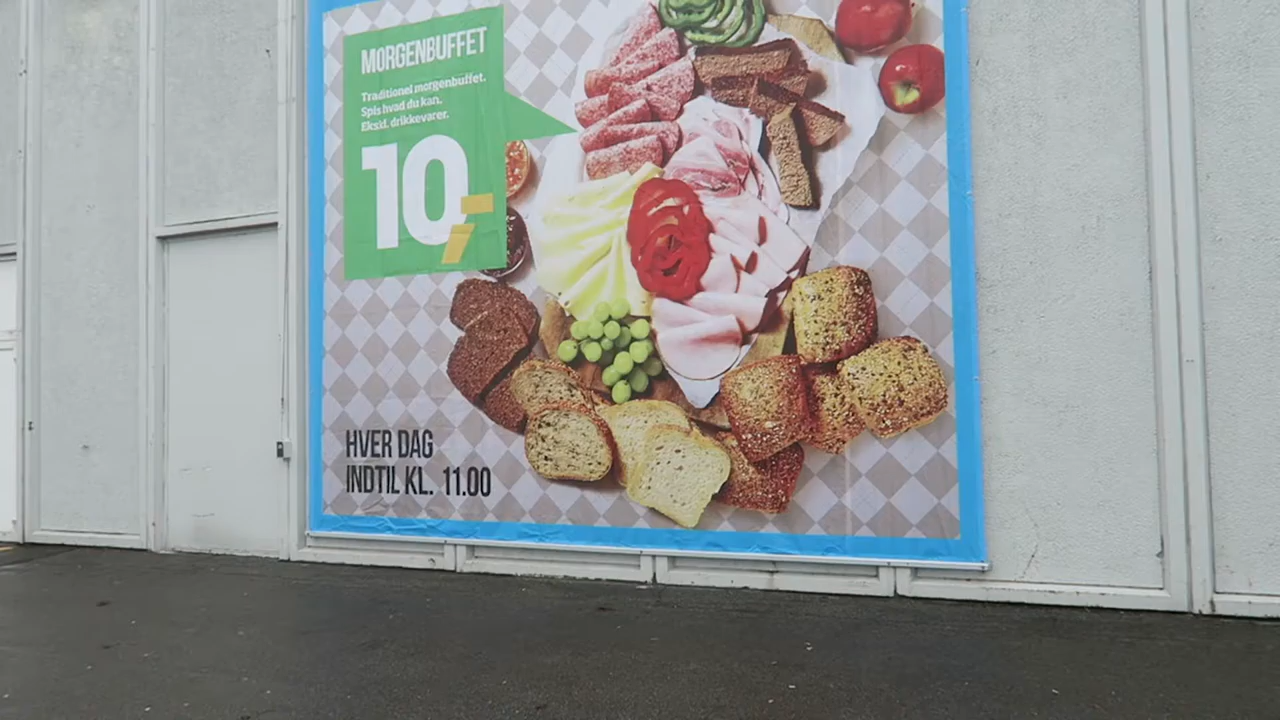 MORGENBUFFET
Traditionel morgenbuffet.
Spis hvad du kan.
Ekskl. drikkevarer.
10,-
HVER DAG
INDTIL KL. 11.00